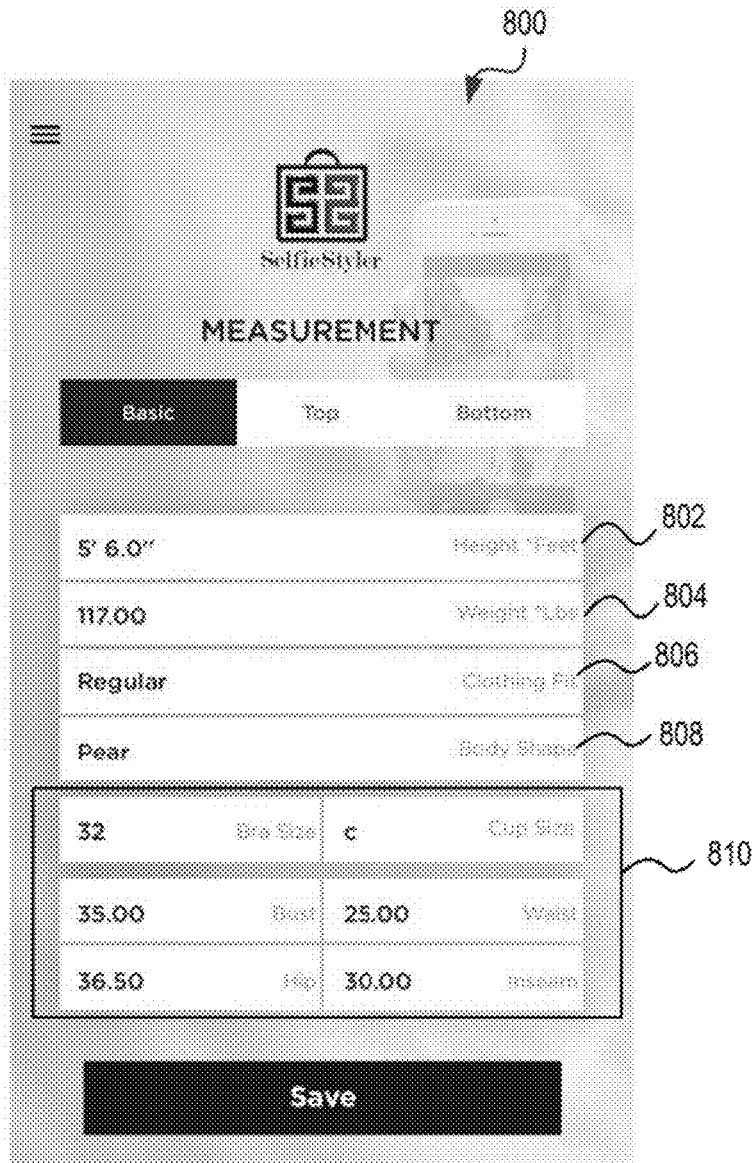 800
SelfieStyler
MEASUREMENT
Basic Top Bottom
5' 6.0" Height *Feet 802
117.00 Weight *Lbs 804
Regular Clothing Fit 806
Pear Body Shape 808
32 Bra Size c Cup Size
810
35.00 Bust 25.00 Waist
36.50 Hip 30.00 Inseam
Save